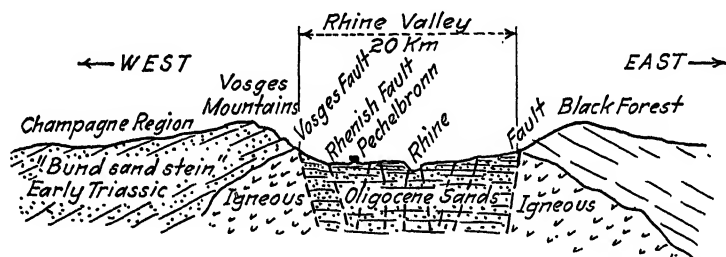 Rhine Valley
20 Km
WEST
EAST
Vosges
Mountains
Vosges Fault
Rhenish Fault
Pechelbronn
Rhine
Fault
Black Forest
Champagne Region
"Bund sand stein"
Early Triassic
Igneous
Oligocene Sands
Igneous